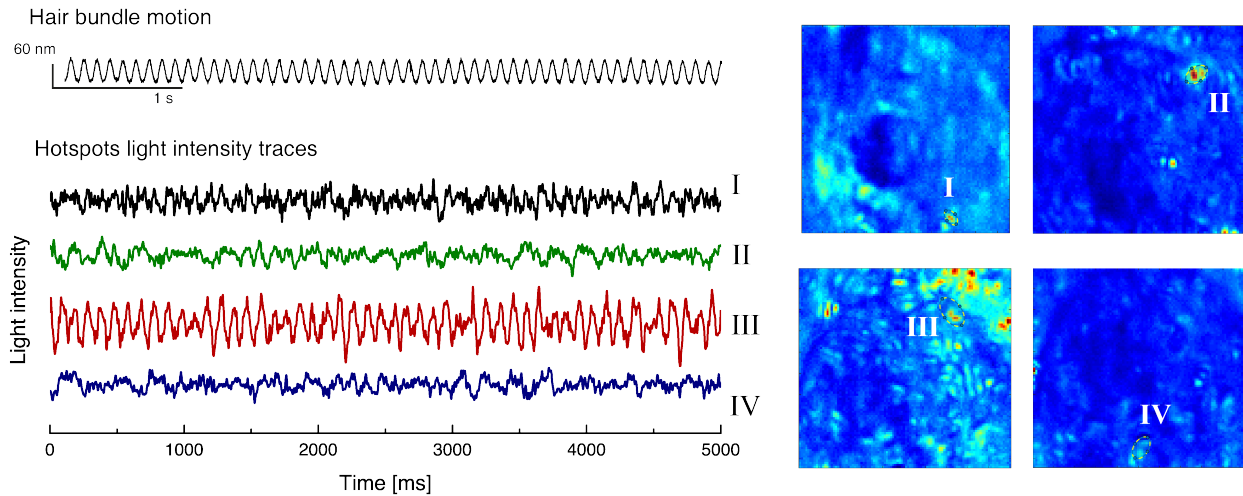 Hair bundle motion
60 nm
1 s
Hotspots light intensity traces
Light intensity
I
II
III
IV
0 1000 2000 3000 4000 5000
Time [ms]
I
II
III
IV